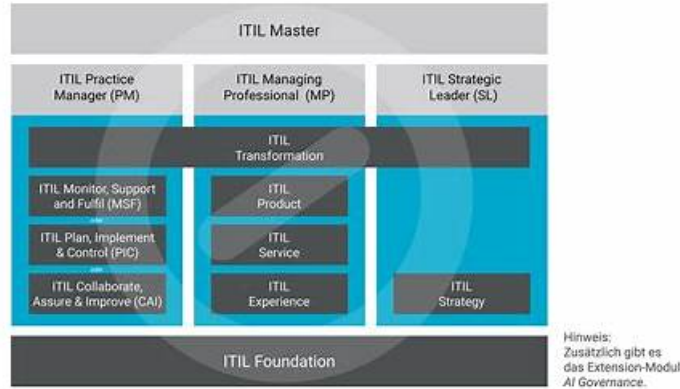 ITIL Master
ITIL Practice
Manager (PM)
ITIL Managing
Professional (MP)
ITIL Strategic
Leader (SL)
ITIL
Transformation
ITIL Monitor, Support
and Fulfil (MSF)
ITIL
Product
ITIL Plan, Implement
& Control (PIC)
ITIL
Service
ITIL Collaborate,
Assure & Improve (CAI)
ITIL
Experience
ITIL
Strategy
ITIL Foundation
Hinweis:
Zusätzlich gibt es
das Extension-Modul
AI Governance.